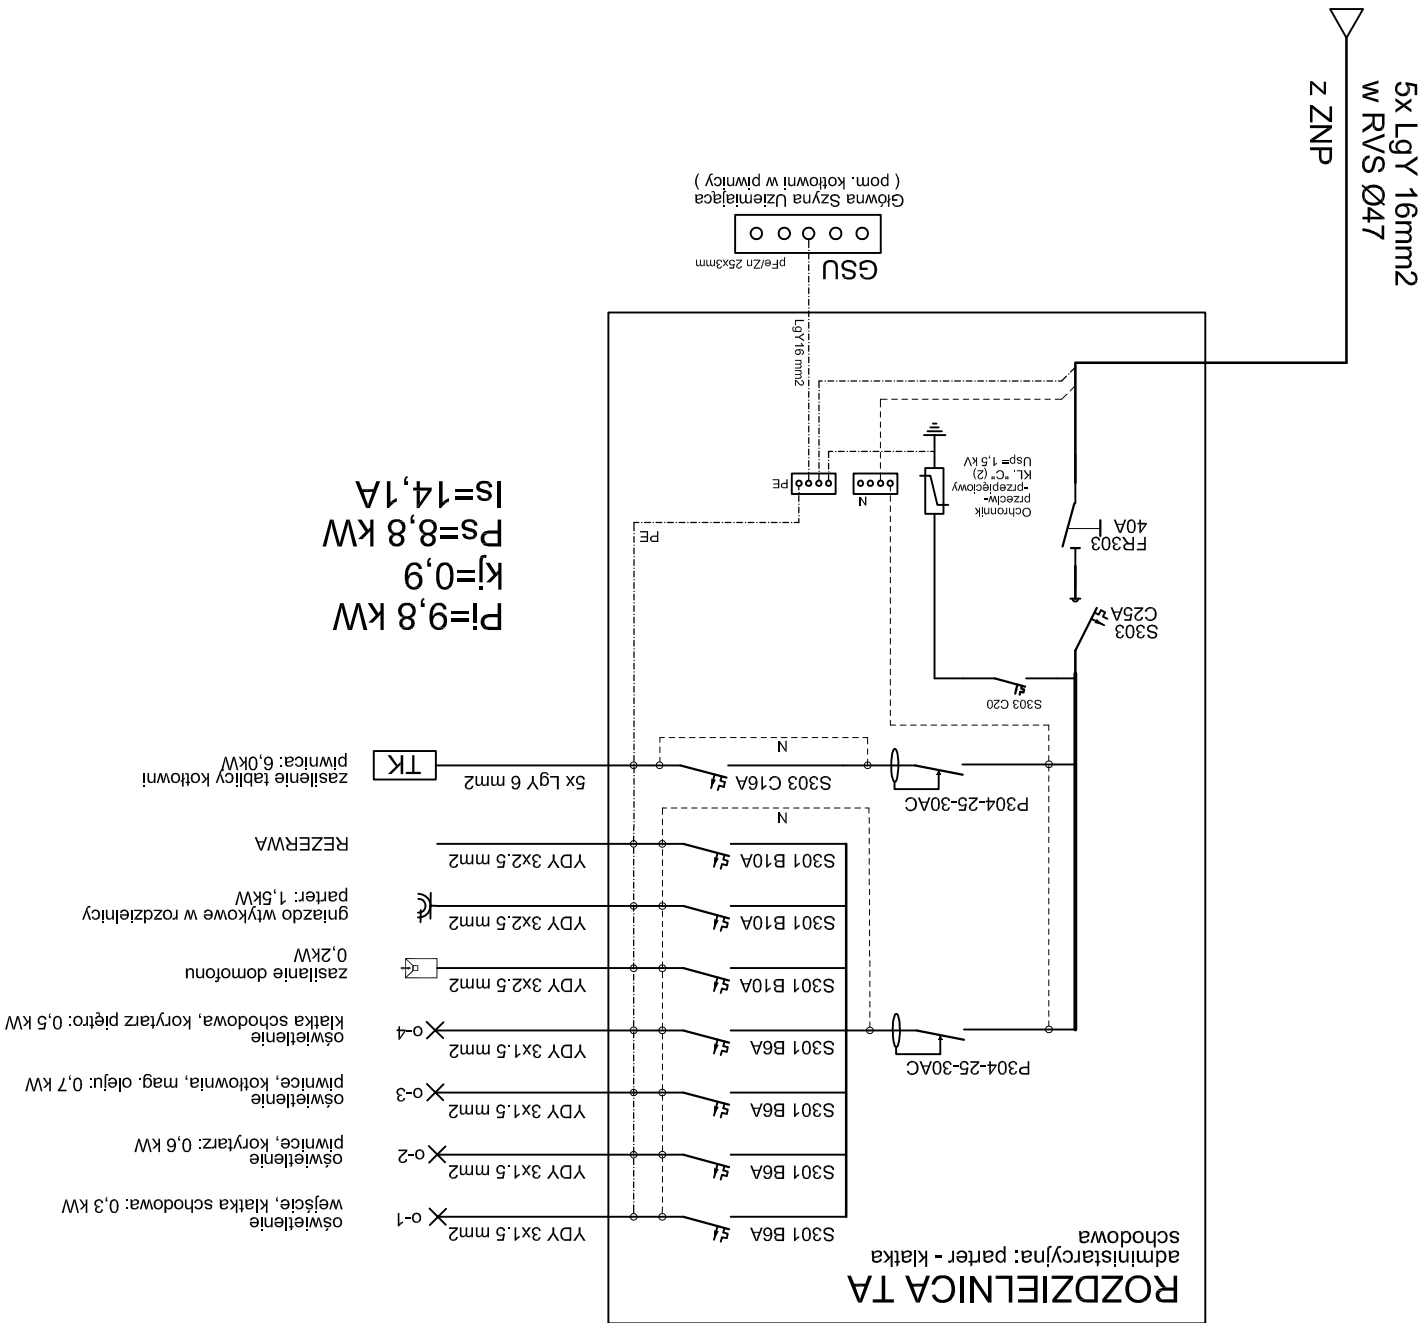 ROZDZIELNICA TA
administarcyjna: parter - klatka
schodowa
S301 B6A
YDY 3x1.5 mm2
o-1
oświetlenie
wejście, klatka schodowa: 0,3 kW
S301 B6A
YDY 3x1.5 mm2
o-2
oświetlenie
piwnice, korytarz: 0,6 kW
P304-25-30AC
S301 B6A
YDY 3x1.5 mm2
o-3
oświetlenie
piwnice, kotłownia, mag. oleju: 0,7 kW
S301 B6A
YDY 3x1.5 mm2
o-4
oświetlenie
klatka schodowa, korytarz piętro: 0,5 kW
S301 B10A
YDY 3x2.5 mm2
zasilanie domofonu
0,2kW
S301 B10A
YDY 3x2.5 mm2
gniazdo wtykowe w rozdzielnicy
parter: 1,5kW
S301 B10A
YDY 3x2.5 mm2
REZERWA
N
P304-25-30AC
S303 C16A
5x LgY 6 mm2
TK
zasilenie tablicy kotłowni
piwnica: 6,0kW
N
S303 C20
S303
C25A
FR303
40A
Pi=9,8 kW
kj=0,9
Ps=8,8 kW
Is=14,1A
PE
Ochronnik
przeciw-
-przepięciowy
KL. "C" (2)
Usp= 1,5 kV
N
PE
LgY16 mm2
GSU
pFe/Zn 25x3mm
Główna Szyna Uziemiająca
( pom. kotłowni w piwnicy )
5x LgY 16mm2
w RVS Ø47
z ZNP